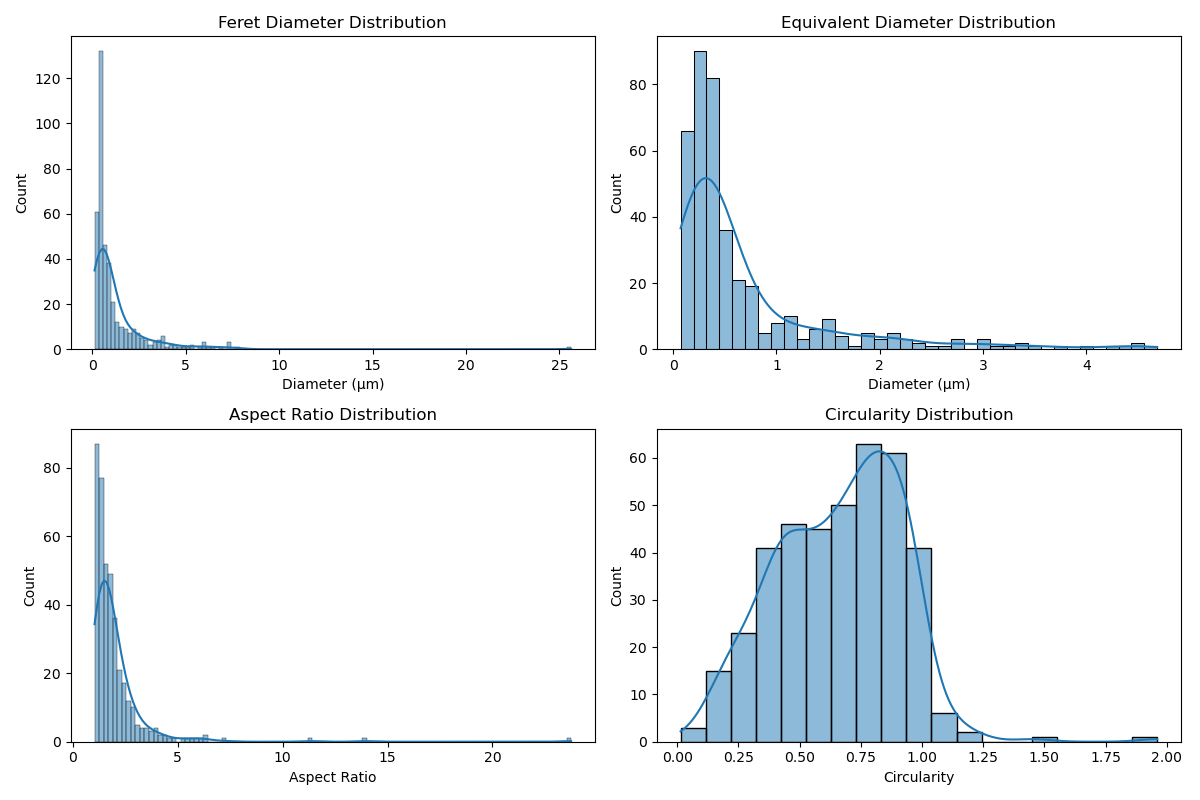 Feret Diameter Distribution
Count
120
100
80
60
40
20
0
0 5 10 15 20 25
Diameter (μm)
Equivalent Diameter Distribution
Count
80
60
40
20
0
0 1 2 3 4
Diameter (μm)
Aspect Ratio Distribution
Count
80
60
40
20
0
0 5 10 15 20
Aspect Ratio
Circularity Distribution
Count
60
50
40
30
20
10
0
0.00 0.25 0.50 0.75 1.00 1.25 1.50 1.75 2.00
Circularity